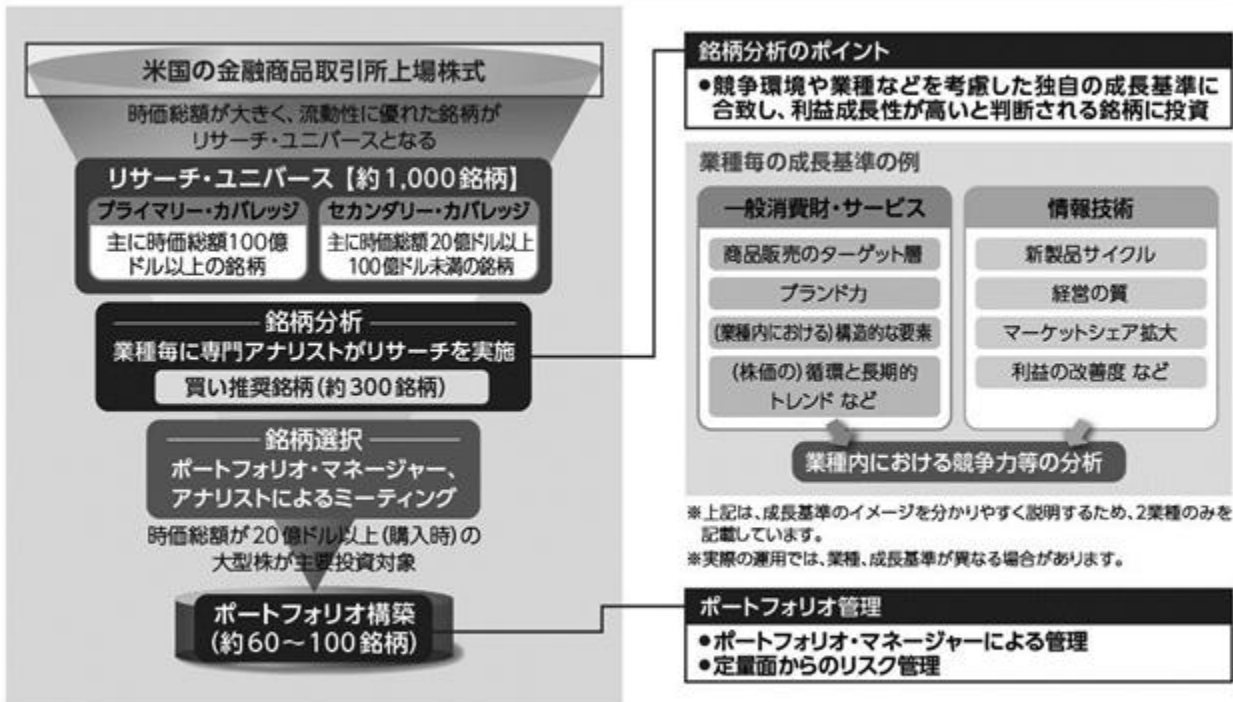 米国の金融商品取引所上場株式
時価総額が大きく、流動性に優れた銘柄が
リサーチ・ユニバースとなる
リサーチ・ユニバース【約1,000銘柄】
プライマリー・カバレッジ
主に時価総額100億
ドル以上の銘柄
セカンダリー・カバレッジ
主に時価総額20億ドル以上
100億ドル未満の銘柄
銘柄分析
業種毎に専門アナリストがリサーチを実施
買い推奨銘柄(約300銘柄)
銘柄選択
ポートフォリオ・マネージャー、
アナリストによるミーティング
時価総額が20億ドル以上(購入時)の
大型株が主要投資対象
ポートフォリオ構築
(約60～100銘柄)
銘柄分析のポイント
●競争環境や業種などを考慮した独自の成長基準に
合致し、利益成長性が高いと判断される銘柄に投資
業種毎の成長基準の例
一般消費財・サービス
商品販売のターゲット層
ブランド力
(業種内における)構造的な要素
(株価の)循環と長期的
トレンド など
情報技術
新製品サイクル
経営の質
マーケットシェア拡大
利益の改善度 など
業種内における競争力等の分析
※上記は、成長基準のイメージを分かりやすく説明するため、2業種のみを
記載しています。
※実際の運用では、業種、成長基準が異なる場合があります。
ポートフォリオ管理
●ポートフォリオ・マネージャーによる管理
●定量面からのリスク管理